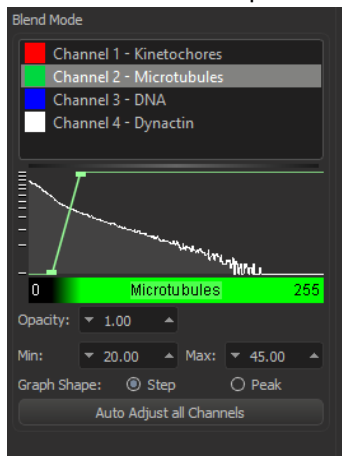 Blend Mode
Channel 1 - Kinetochores
Channel 2 - Microtubules
Channel 3 - DNA
Channel 4 - Dynactin
0 Microtubules 255
Opacity: 1.00
Min: 20.00 Max: 45.00
Graph Shape: Step Peak
Auto Adjust all Channels